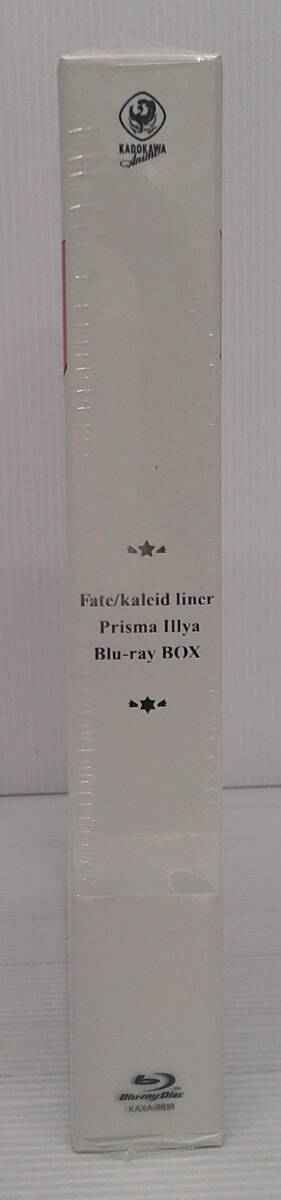 KADOKAWA
Anime
Fate/kaleid liner
Prisma Illya
Blu-ray BOX
Blu-ray Disc
KAXA-9818